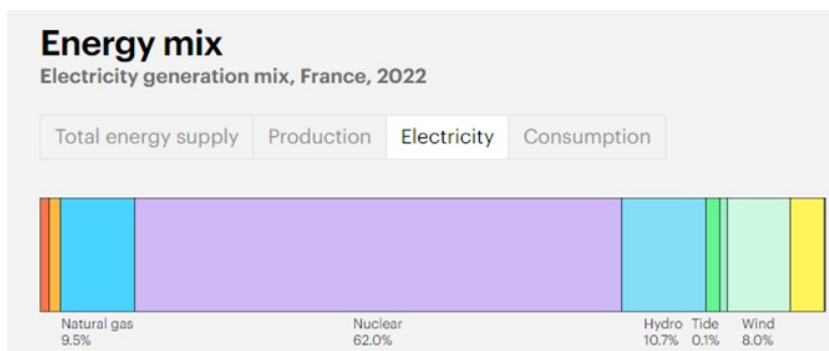 Energy mix
Electricity generation mix, France, 2022
Total energy supply Production Electricity Consumption
Natural gas Nuclear Hydro Tide Wind
9.5% 62.0% 10.7% 0.1% 8.0%